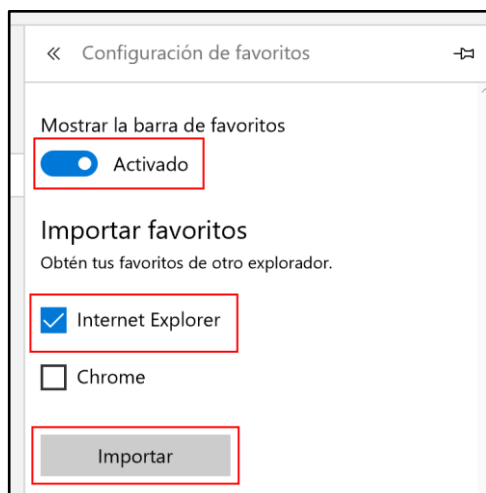 Configuración de favoritos
Mostrar la barra de favoritos
Activado
Importar favoritos
Obtén tus favoritos de otro explorador.
Internet Explorer
Chrome
Importar